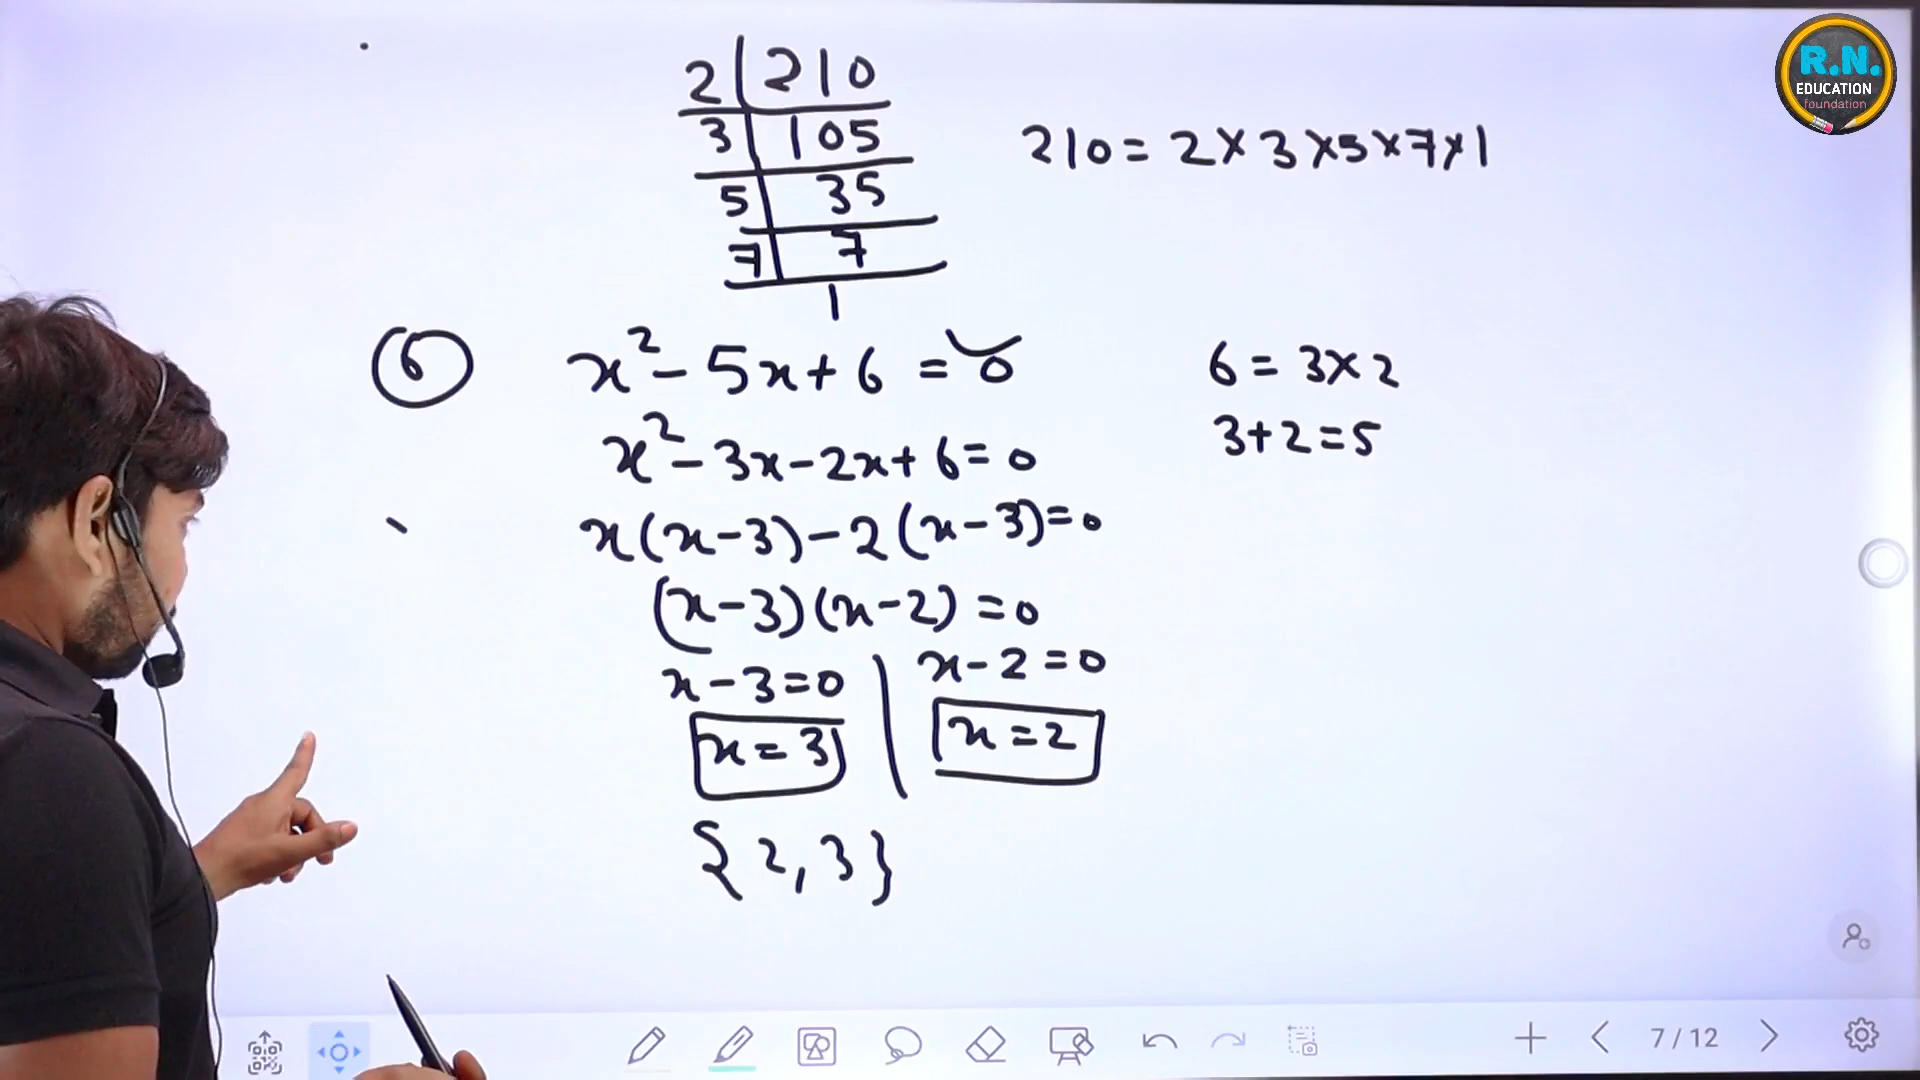 2 | 210
3 | 105
5 | 35
7 | 7
1
210 = 2 × 3 × 5 × 7 × 1
R.N.
EDUCATION
foundation
6
x² - 5x + 6 = 0
x² - 3x - 2x + 6 = 0
x(x - 3) - 2(x - 3) = 0
(x - 3)(x - 2) = 0
x - 3 = 0 | x - 2 = 0
x = 3 | x = 2
{2, 3}
6 = 3 × 2
3 + 2 = 5
7 / 12